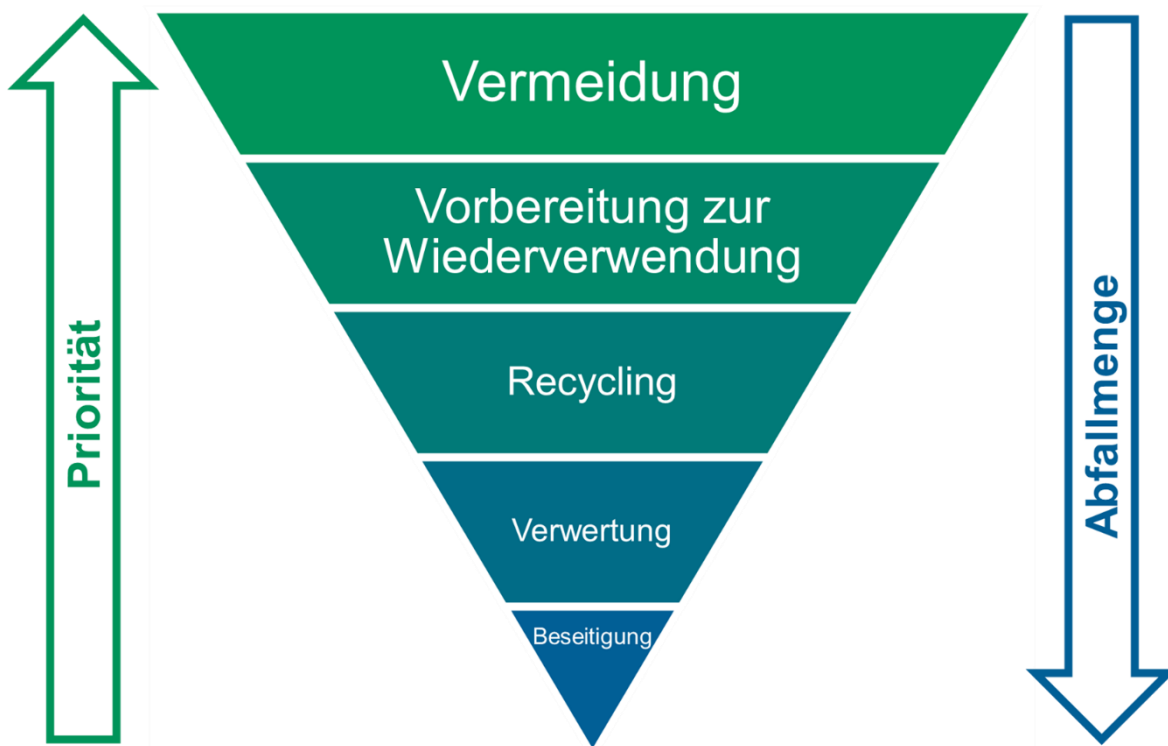 Vermeidung
Vorbereitung zur
Wiederverwendung
Recycling
Verwertung
Beseitigung
Priorität
Abfallmenge